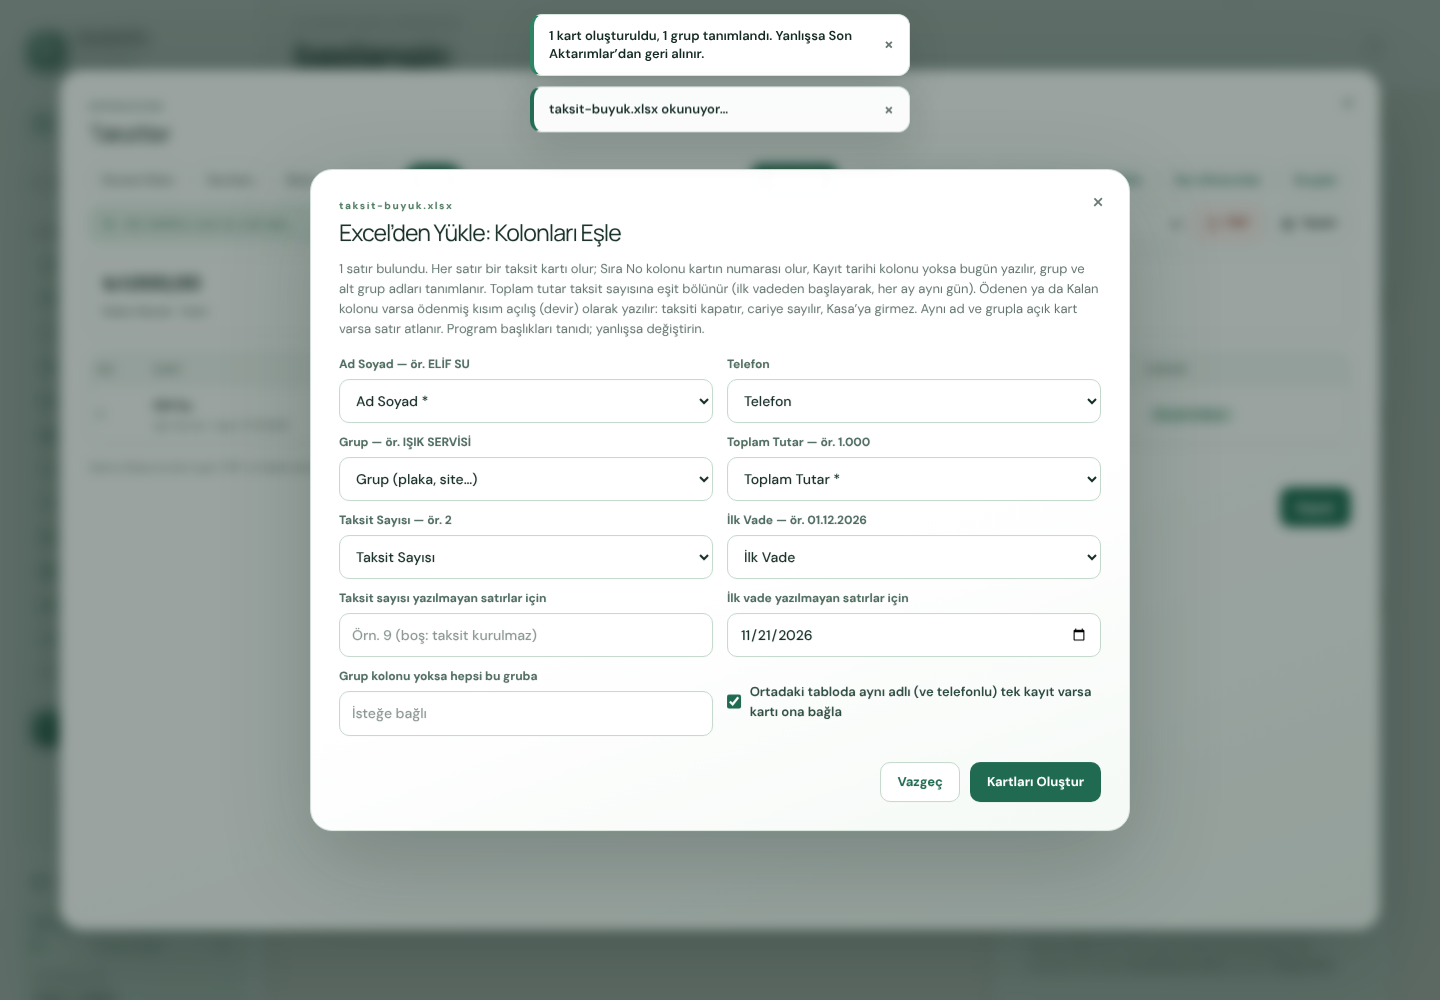 1 kart oluşturuldu, 1 grup tanımlandı. Yanlışsa Son
Aktarımlar’dan geri alınır.
×
taksit-buyuk.xlsx okunuyor…
×
Taksitler
taksit-buyuk.xlsx
×
Excel'den Yükle: Kolonları Eşle
1 satır bulundu. Her satır bir taksit kartı olur; Sıra No kolonu kartın numarası olur, Kayıt tarihi kolonu yoksa bugün yazılır, grup ve
alt grup adları tanımlanır. Toplam tutar taksit sayısına eşit bölünür (ilk vadeden başlayarak, her ay aynı gün). Ödenen ya da Kalan
kolonu varsa ödenmiş kısım açılış (devir) olarak yazılır: taksiti kapatır, cariye sayılır, Kasa’ya girmez. Aynı ad ve grupla açık kart
varsa satır atlanır. Program başlıkları tanıdı; yanlışsa değiştirin.
Ad Soyad — ör. ELİF SU
Telefon
Ad Soyad *
Telefon
Grup — ör. IŞIK SERVİSİ
Toplam Tutar — ör. 1.000
Grup (plaka, site…)
Toplam Tutar *
Taksit Sayısı — ör. 2
İlk Vade — ör. 01.12.2026
Taksit Sayısı
İlk Vade
Taksit sayısı yazılmayan satırlar için
İlk vade yazılmayan satırlar için
Örn. 9 (boş: taksit kurulmaz)
11/21/2026
Grup kolonu yoksa hepsi bu gruba
İsteğe bağlı
Ortadaki tabloda aynı adlı (ve telefonlu) tek kayıt varsa
kartı ona bağla
Vazgeç
Kartları Oluştur